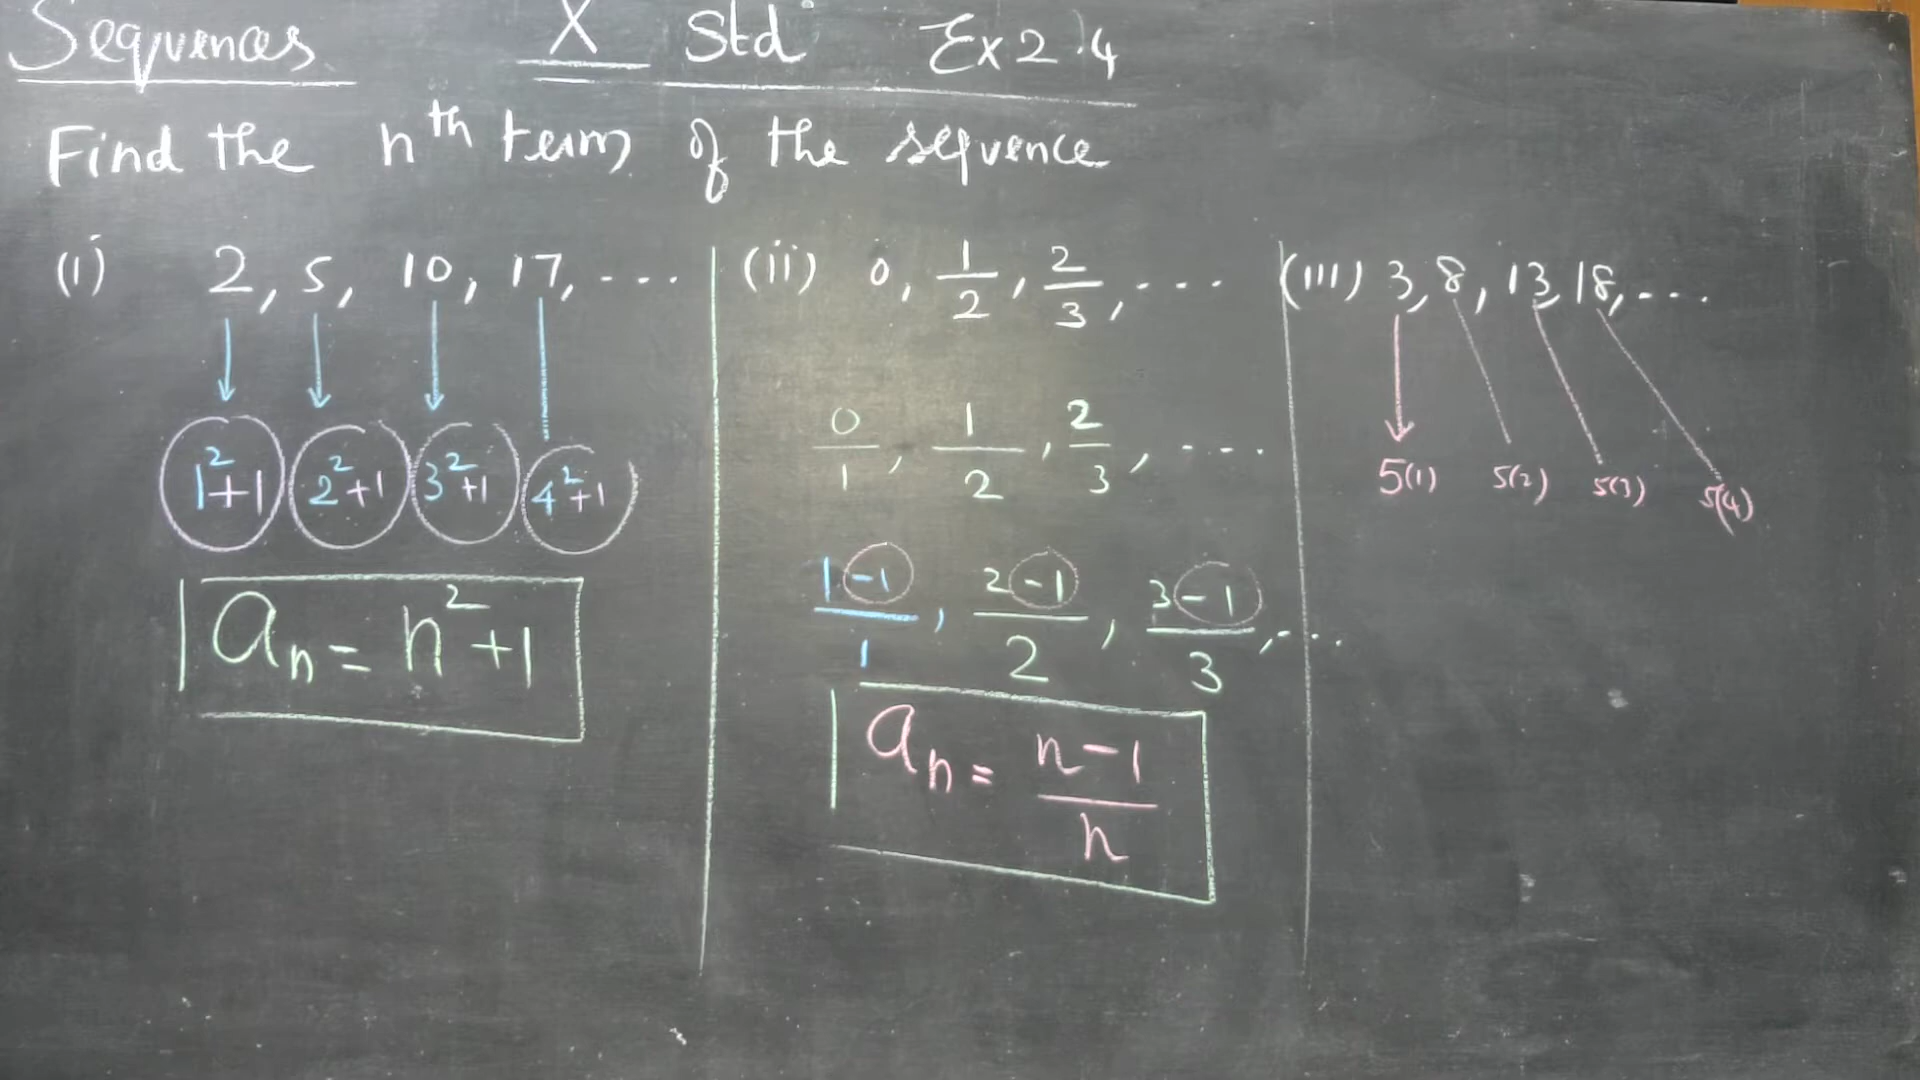 Sequences X Std Ex 2.4
Find the nth term of the sequence
(i) 2, 5, 10, 17, ...
1²+1 2²+1 3²+1 4²+1
aₙ = n²+1
(ii) 0, 1/2, 2/3, ...
0/1, 1/2, 2/3, ....
1-1/1, 2-1/2, 3-1/3, ...
aₙ = n-1/n
(iii) 3, 8, 13, 18, ...
5(1) 5(2) 5(3) 5(4)